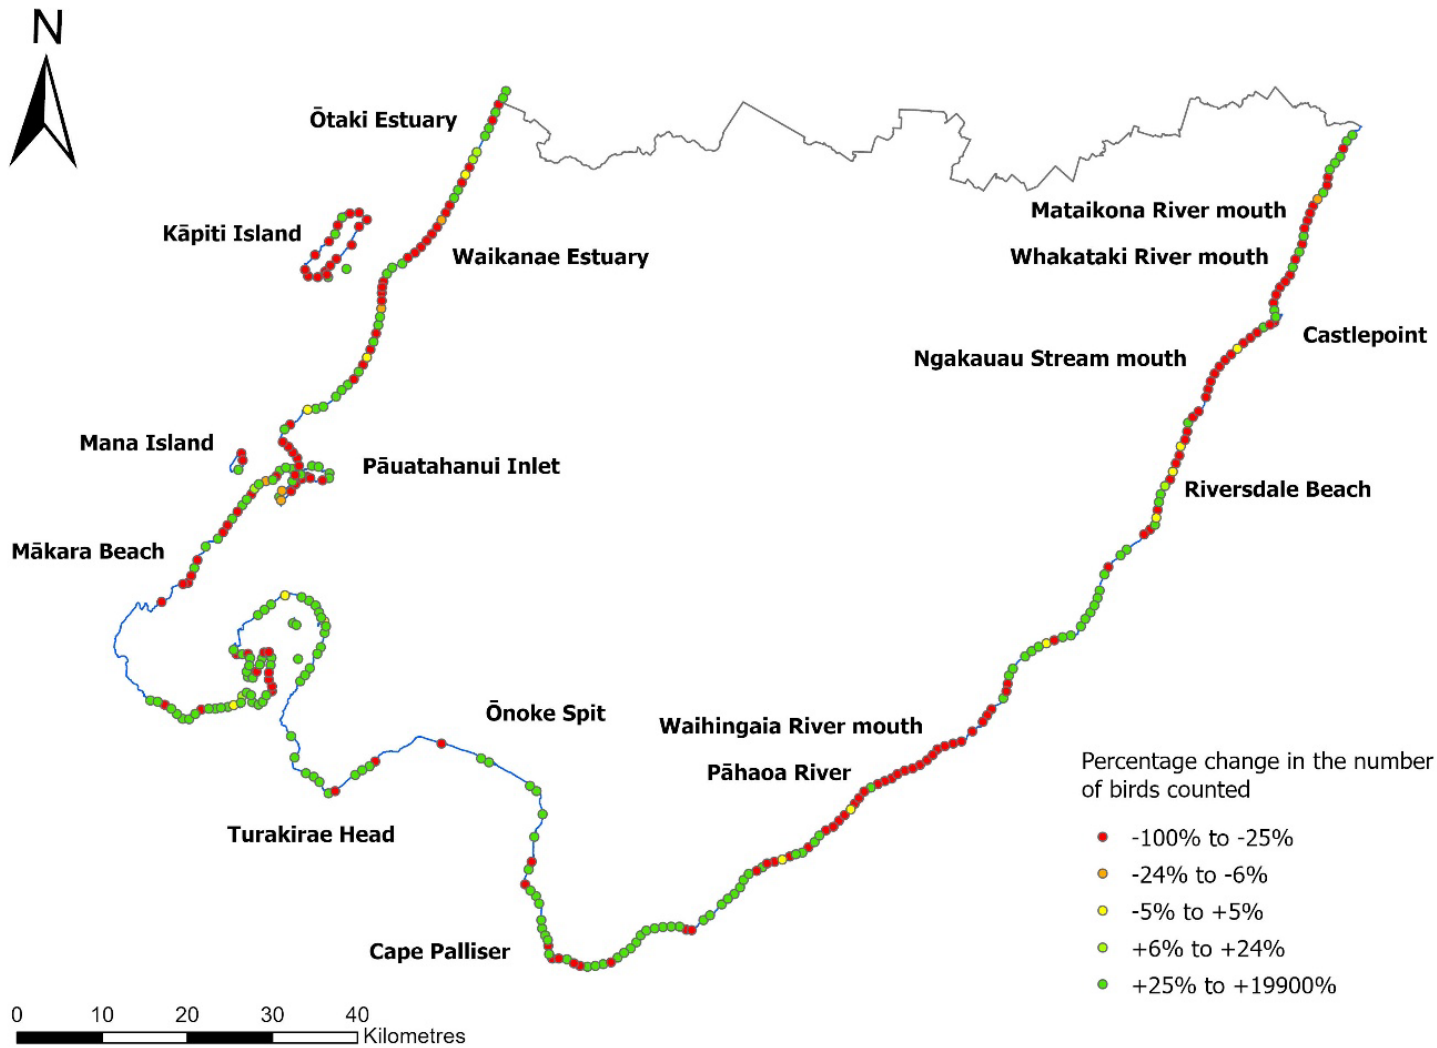 N
Ōtaki Estuary
Kāpiti Island
Mataikona River mouth
Waikanae Estuary
Whakataki River mouth
Castlepoint
Ngakauau Stream mouth
Mana Island
Pāuatahanui Inlet
Riversdale Beach
Mākara Beach
Ōnoke Spit
Waihingaia River mouth
Pāhaoa River
Turakirae Head
Cape Palliser
Percentage change in the number
of birds counted
-100% to -25%
-24% to -6%
-5% to +5%
+6% to +24%
+25% to +19900%
0 10 20 30 40
Kilometres